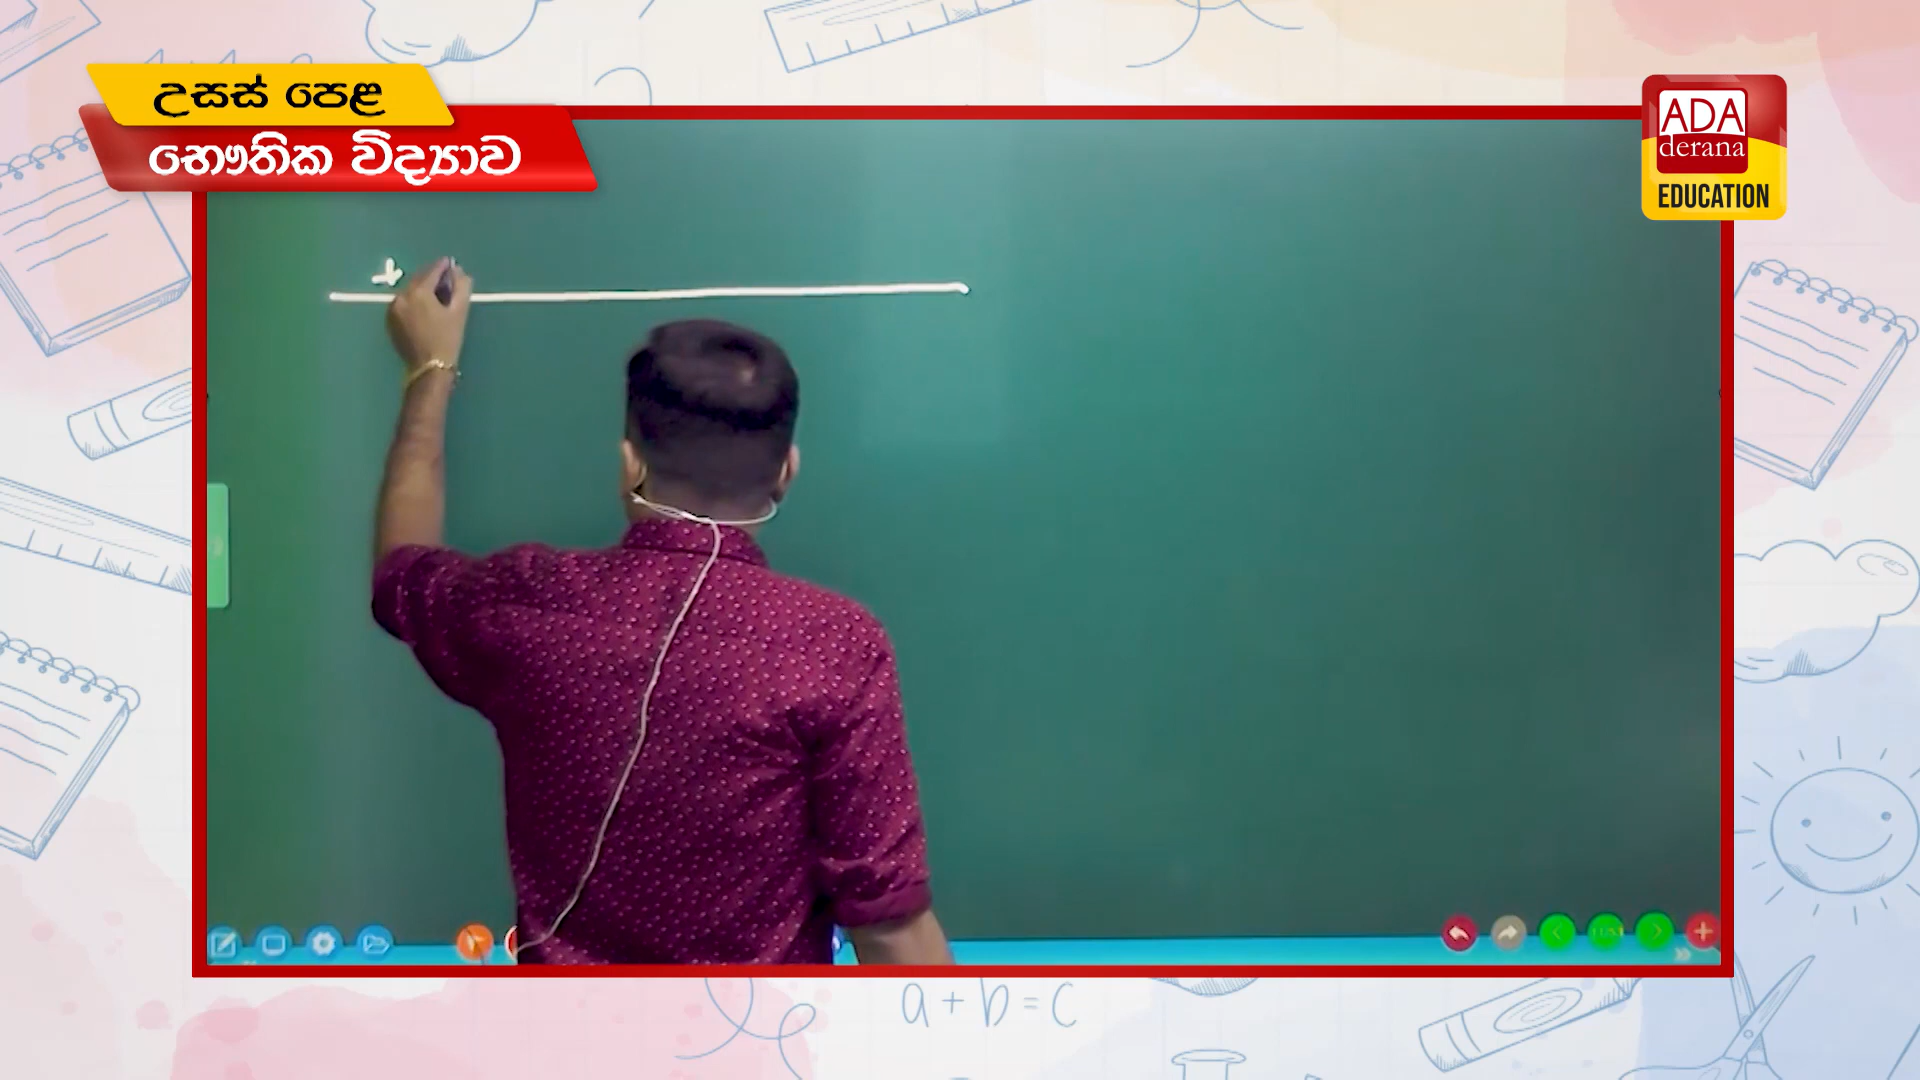 උසස් පෙළ
භෞතික විද්‍යාව
ADA
derana
EDUCATION
+
a + b = c